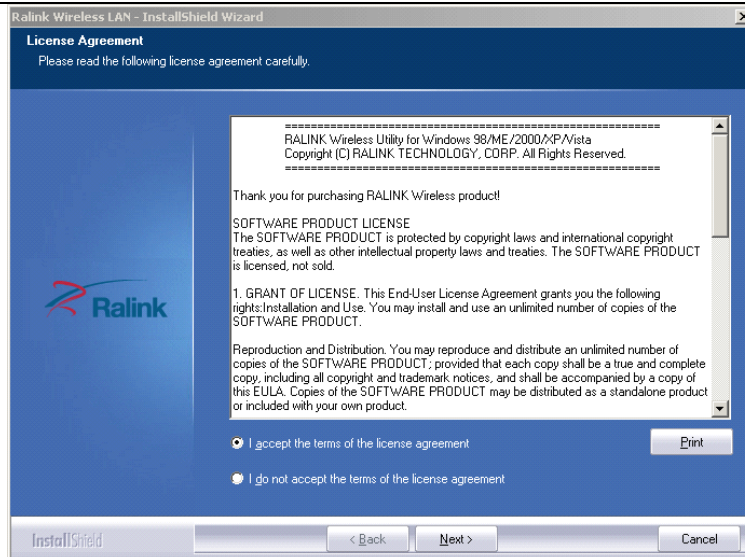 Ralink Wireless LAN - InstallShield Wizard
License Agreement
Please read the following license agreement carefully.
============================================================
RALINK Wireless Utility for Windows 98/ME/2000/XP/Vista
Copyright (C) RALINK TECHNOLOGY, CORP. All Rights Reserved.
============================================================
Thank you for purchasing RALINK Wireless product!
SOFTWARE PRODUCT LICENSE
The SOFTWARE PRODUCT is protected by copyright laws and international copyright
treaties, as well as other intellectual property laws and treaties. The SOFTWARE PRODUCT
is licensed, not sold.
1. GRANT OF LICENSE. This End-User License Agreement grants you the following
rights:Installation and Use. You may install and use an unlimited number of copies of the
SOFTWARE PRODUCT.
Reproduction and Distribution. You may reproduce and distribute an unlimited number of
copies of the SOFTWARE PRODUCT; provided that each copy shall be a true and complete
copy, including all copyright and trademark notices, and shall be accompanied by a copy of
this EULA. Copies of the SOFTWARE PRODUCT may be distributed as a standalone product
or included with your own product.
Ralink
I accept the terms of the license agreement
Print
I do not accept the terms of the license agreement
InstallShield
< Back
Next >
Cancel